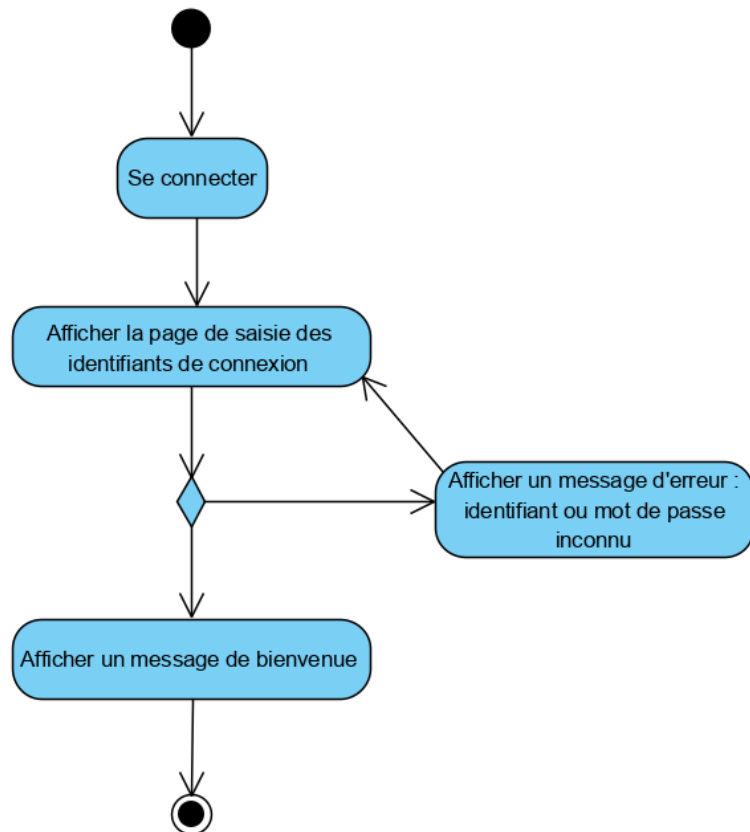 Se connecter
Afficher la page de saisie des
identifiants de connexion
Afficher un message d'erreur :
identifiant ou mot de passe
inconnu
Afficher un message de bienvenue